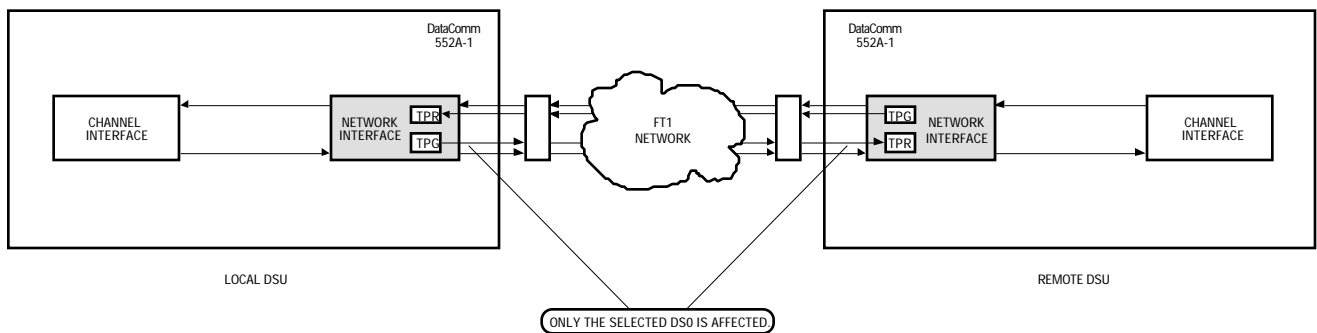 DataComm
552A-1
DataComm
552A-1
CHANNEL
INTERFACE
NETWORK
INTERFACE
TPR
TPG
FT1
NETWORK
TPG
TPR
NETWORK
INTERFACE
CHANNEL
INTERFACE
LOCAL DSU
REMOTE DSU
ONLY THE SELECTED DS0 IS AFFECTED.